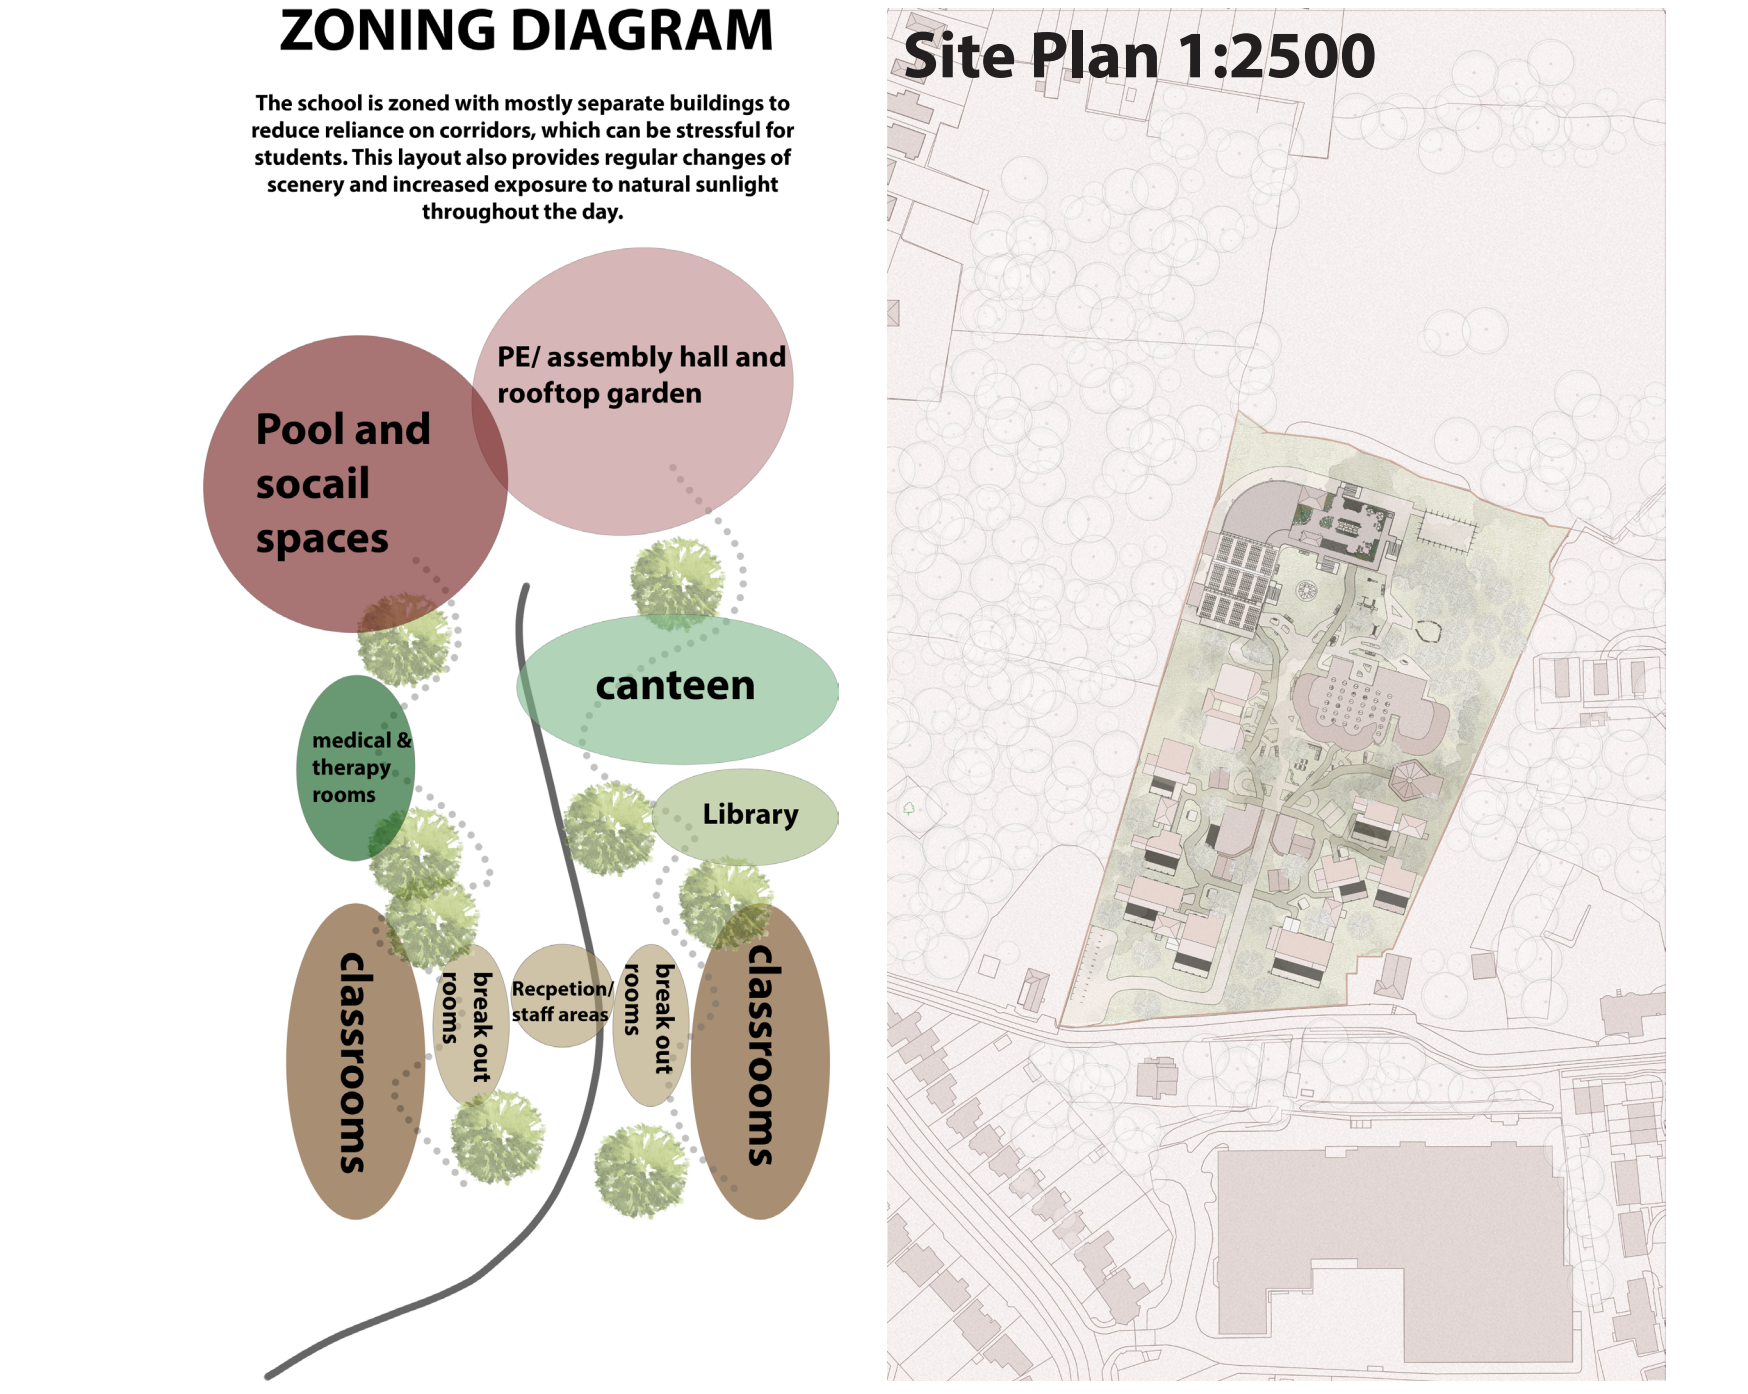 ZONING DIAGRAM
The school is zoned with mostly separate buildings to
reduce reliance on corridors, which can be stressful for
students. This layout also provides regular changes of
scenery and increased exposure to natural sunlight
throughout the day.
PE/ assembly hall and
rooftop garden
Pool and
socail
spaces
canteen
medical &
therapy
rooms
Library
classrooms
break out
rooms
Recpetion/
staff areas
break out
rooms
classrooms
Site Plan 1:2500